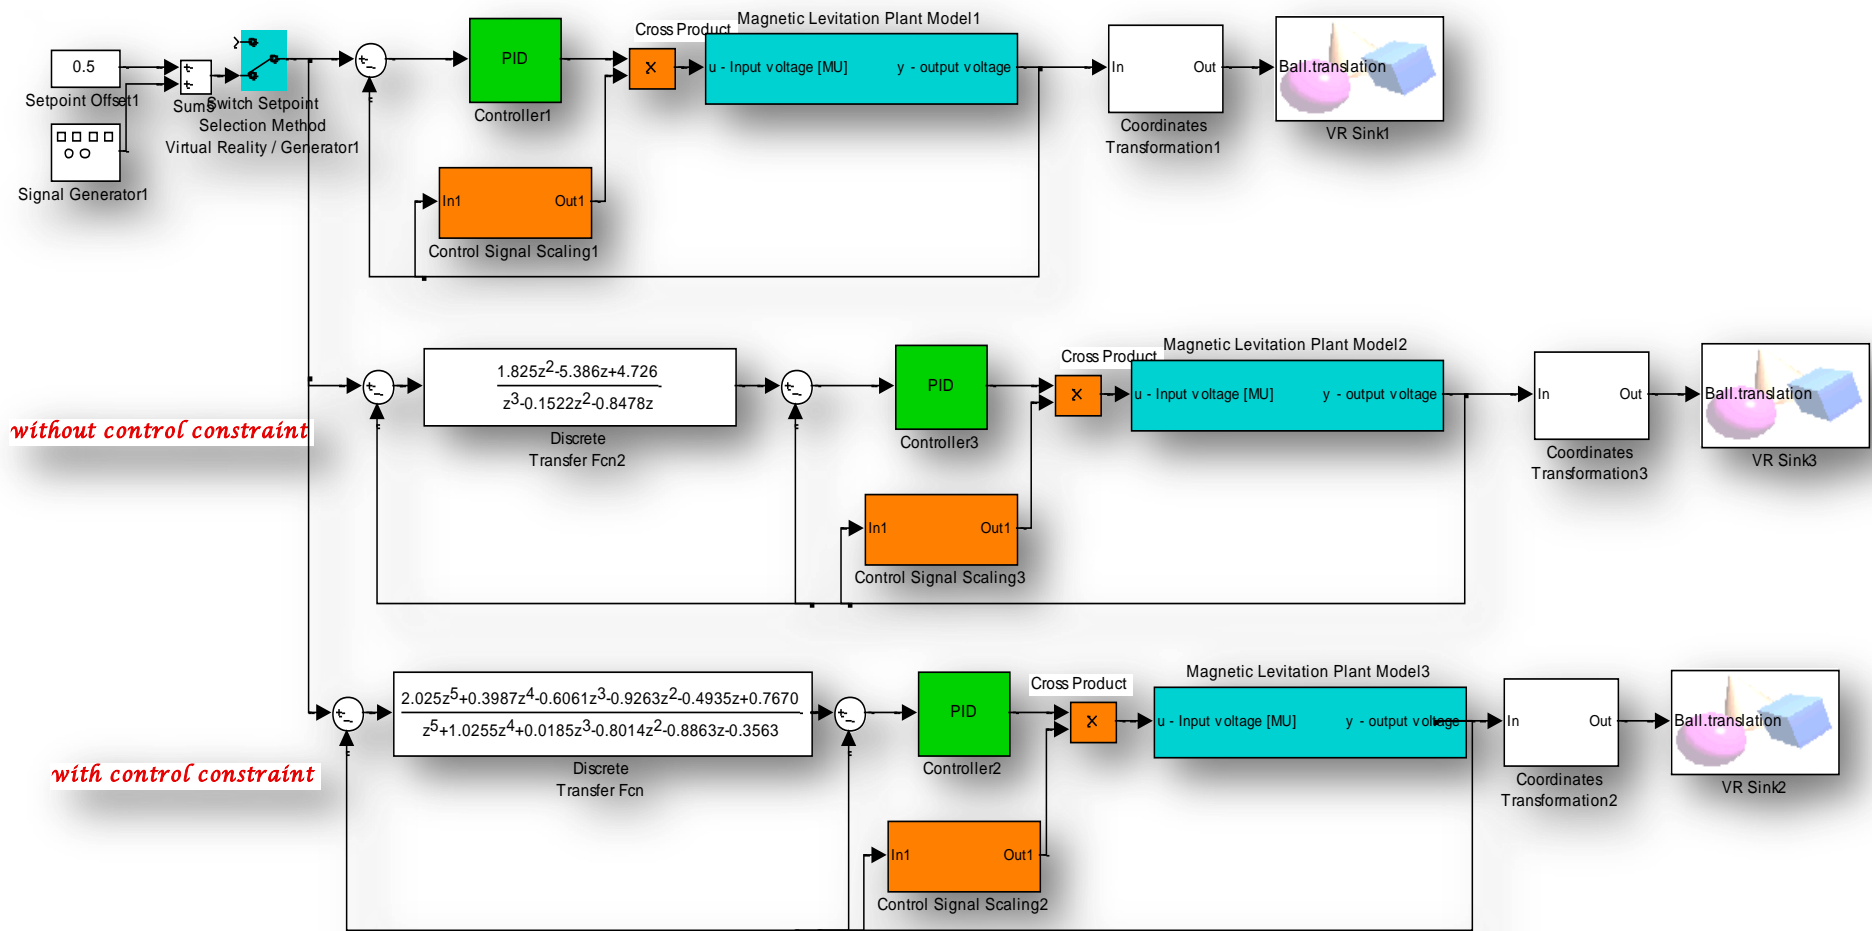 Magnetic Levitation Plant Model1
Cross Product
0.5
Setpoint Offset1
+
+
Sum5
Switch Setpoint
Selection Method
Virtual Reality / Generator1
Signal Generator1
+
−
PID
Controller1
X
u - Input voltage [MU]
y - output voltage
In
Out
Coordinates
Transformation1
Ball.translation
VR Sink1
In1
Out1
Control Signal Scaling1
without control constraint
+
−
1.825z2-5.386z+4.726
z3-0.1522z2-0.8478z
Discrete
Transfer Fcn2
+
−
PID
Controller3
Cross Product
X
Magnetic Levitation Plant Model2
u - Input voltage [MU]
y - output voltage
In
Out
Coordinates
Transformation3
Ball.translation
VR Sink3
In1
Out1
Control Signal Scaling3
with control constraint
+
−
2.025z5+0.3987z4-0.6061z3-0.9263z2-0.4935z+0.7670
z5+1.0255z4+0.0185z3-0.8014z2-0.8863z-0.3563
Discrete
Transfer Fcn
+
−
PID
Controller2
Cross Product
X
Magnetic Levitation Plant Model3
u - Input voltage [MU]
y - output voltage
In
Out
Coordinates
Transformation2
Ball.translation
VR Sink2
In1
Out1
Control Signal Scaling2